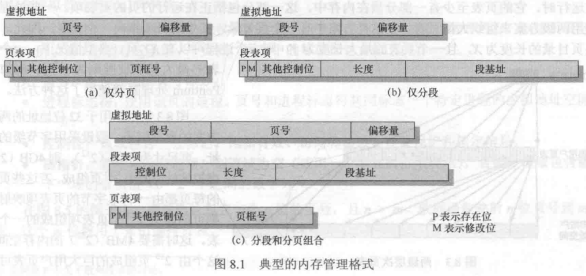 虚拟地址
页号 偏移量
页表项
P M 其他控制位 页框号
(a) 仅分页
虚拟地址
段号 偏移量
段表项
P M 其他控制位 长度 段基址
(b) 仅分段
虚拟地址
段号 页号 偏移量
段表项
控制位 长度 段基址
页表项
P M 其他控制位 页框号
P表示存在位
M表示修改位
(c) 分段和分页组合
图 8.1 典型的内存管理格式